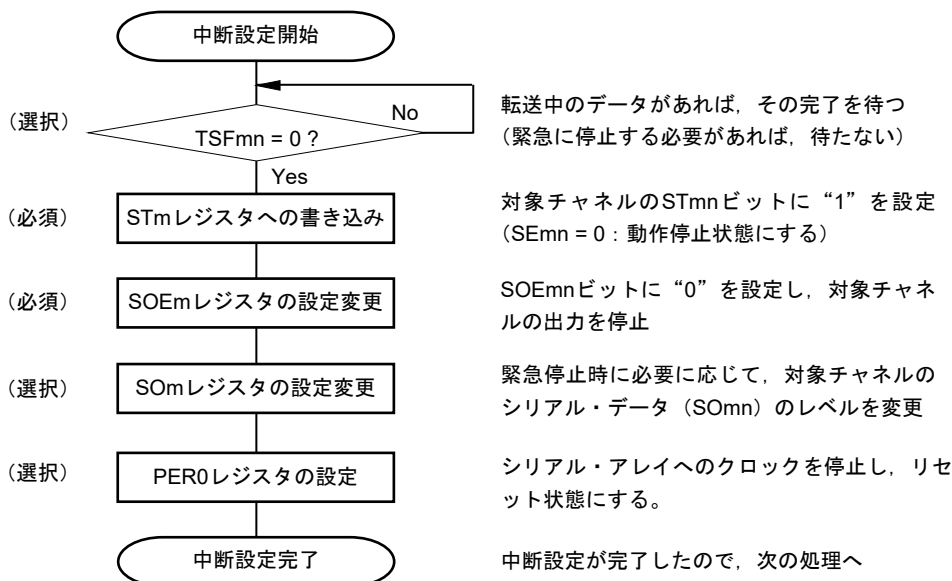 中断設定開始
(選択)
TSFmn = 0 ?
No
転送中のデータがあれば,その完了を待つ
(緊急に停止する必要があれば,待たない)
Yes
(必須)
STmレジスタへの書き込み
対象チャネルのSTmnビットに“1”を設定
(SEmn = 0:動作停止状態にする)
(必須)
SOEmレジスタの設定変更
SOEmnビットに“0”を設定し,対象チャネ
ルの出力を停止
(選択)
SOmレジスタの設定変更
緊急停止時に必要に応じて,対象チャネルの
シリアル・データ(SOmn)のレベルを変更
(選択)
PER0レジスタの設定
シリアル・アレイへのクロックを停止し,リセ
ット状態にする。
中断設定完了
中断設定が完了したので,次の処理へ